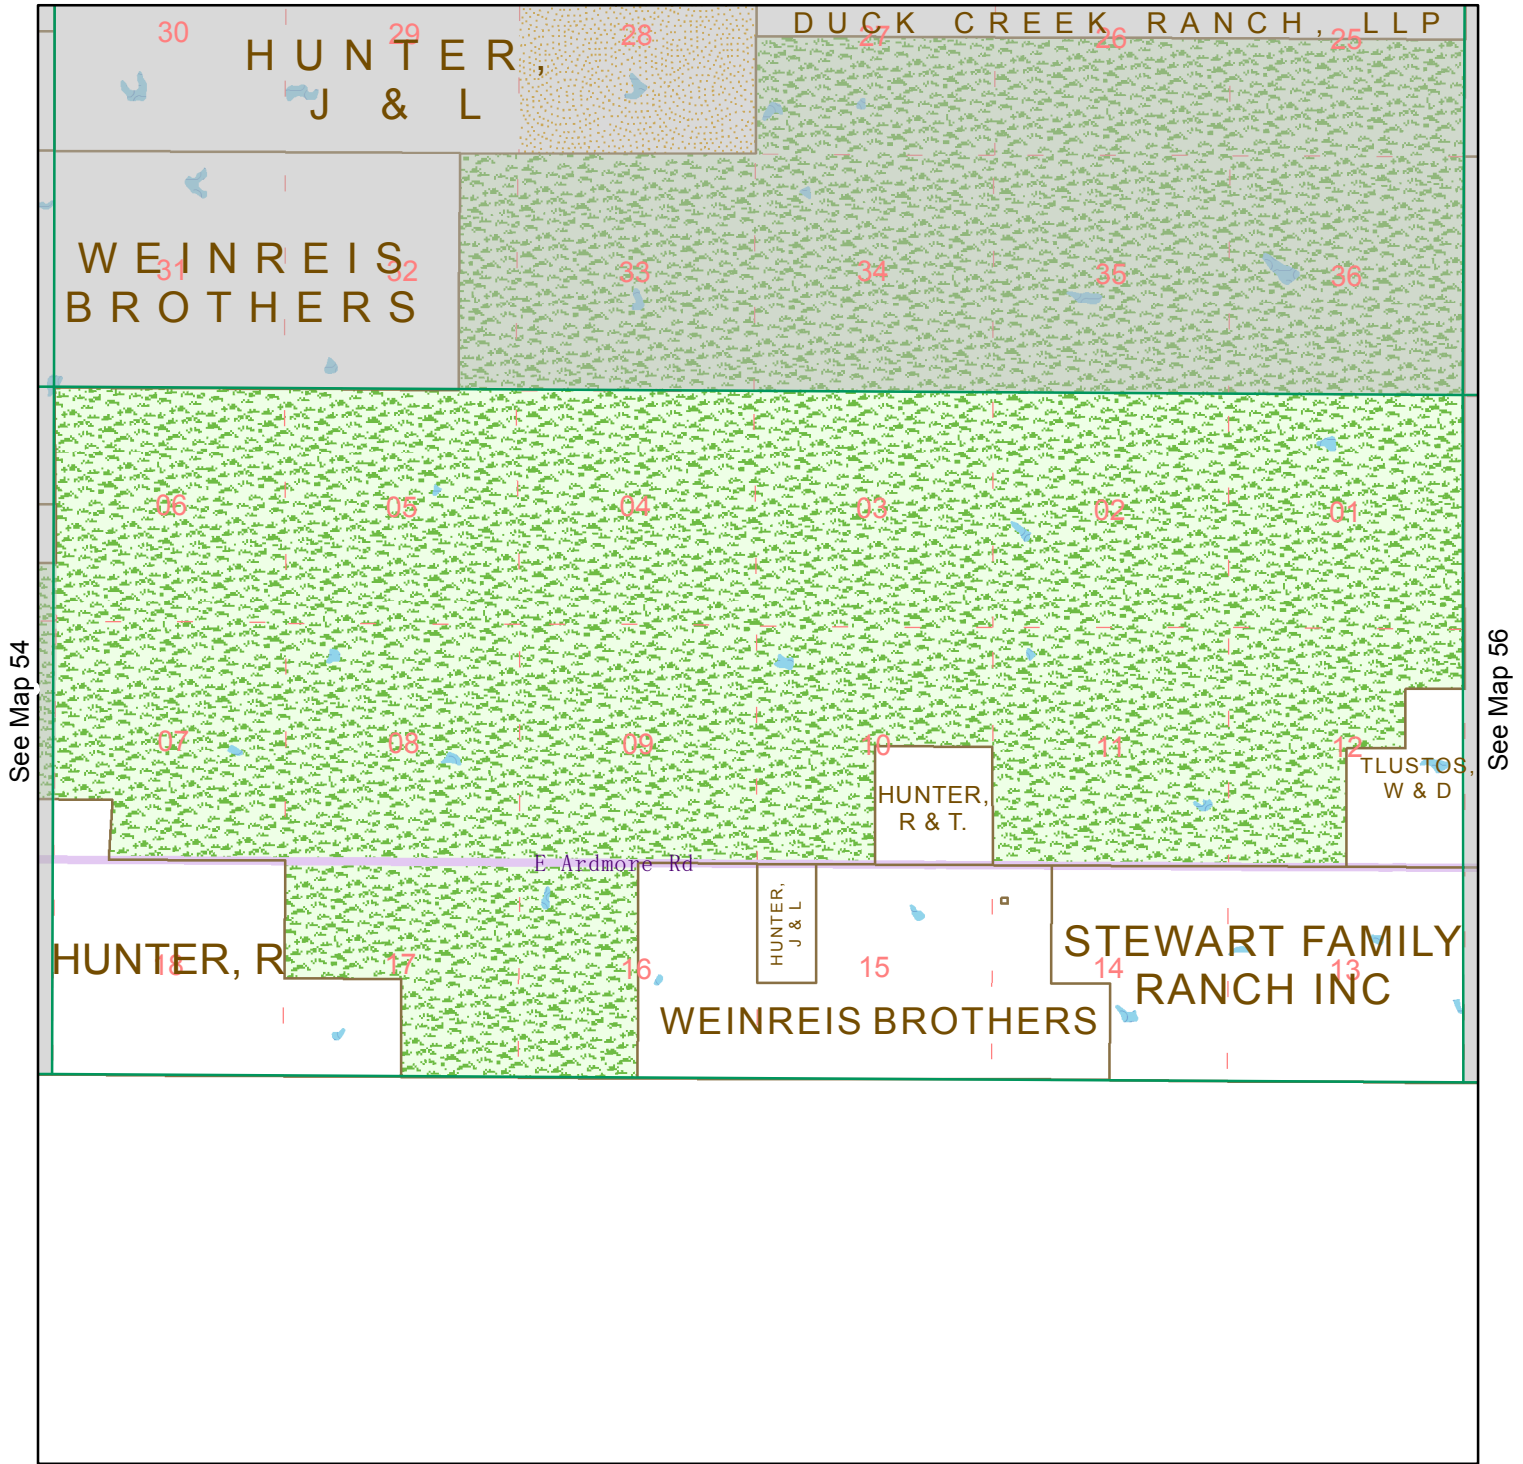 DUCK CREEK RANCH, LLP
30
29
28
27
26
25
HUNTER,
J & L
WEINREIS
BROTHERS
31
32
33
34
35
36
06
05
04
03
02
01
See Map 54
See Map 56
07
08
09
10
11
12
TLUSTOS,
W & D
HUNTER,
R & T.
E Ardmore Rd
HUNTER,
J & L
HUNTER, R
18
17
16
15
14
13
STEWART FAMILY
RANCH INC
WEINREIS BROTHERS